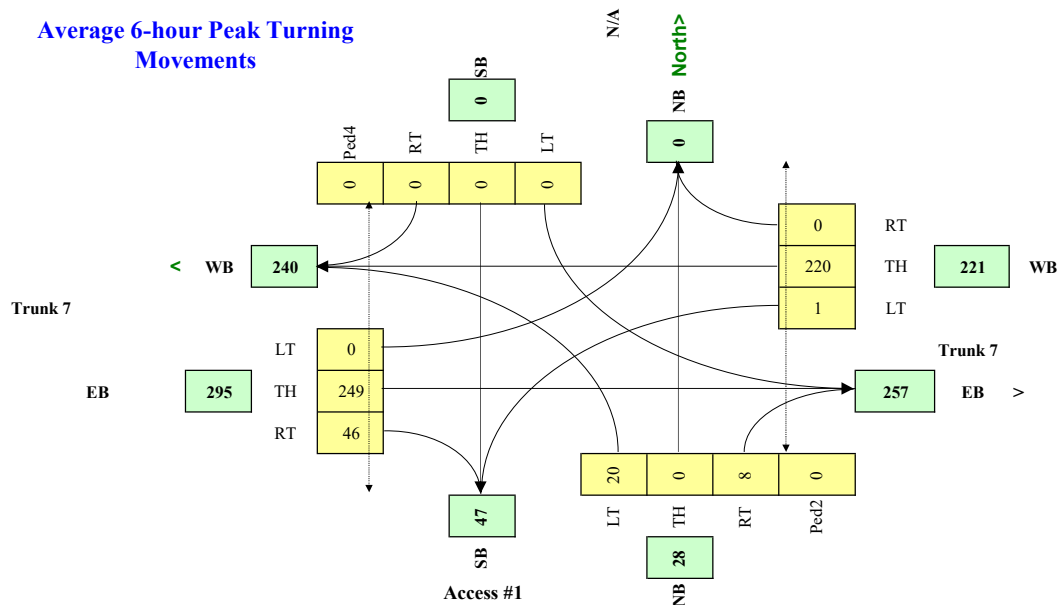 Average 6-hour Peak Turning
Movements
N/A
North>
SB
0
NB
0
Ped4
RT
TH
LT
0
0
0
0
0
RT
< WB
240
220
TH
221
WB
1
LT
Trunk 7
LT
0
Trunk 7
EB
295
TH
249
257
EB >
RT
46
20
0
8
0
LT
TH
RT
Ped2
47
SB
28
NB
Access #1